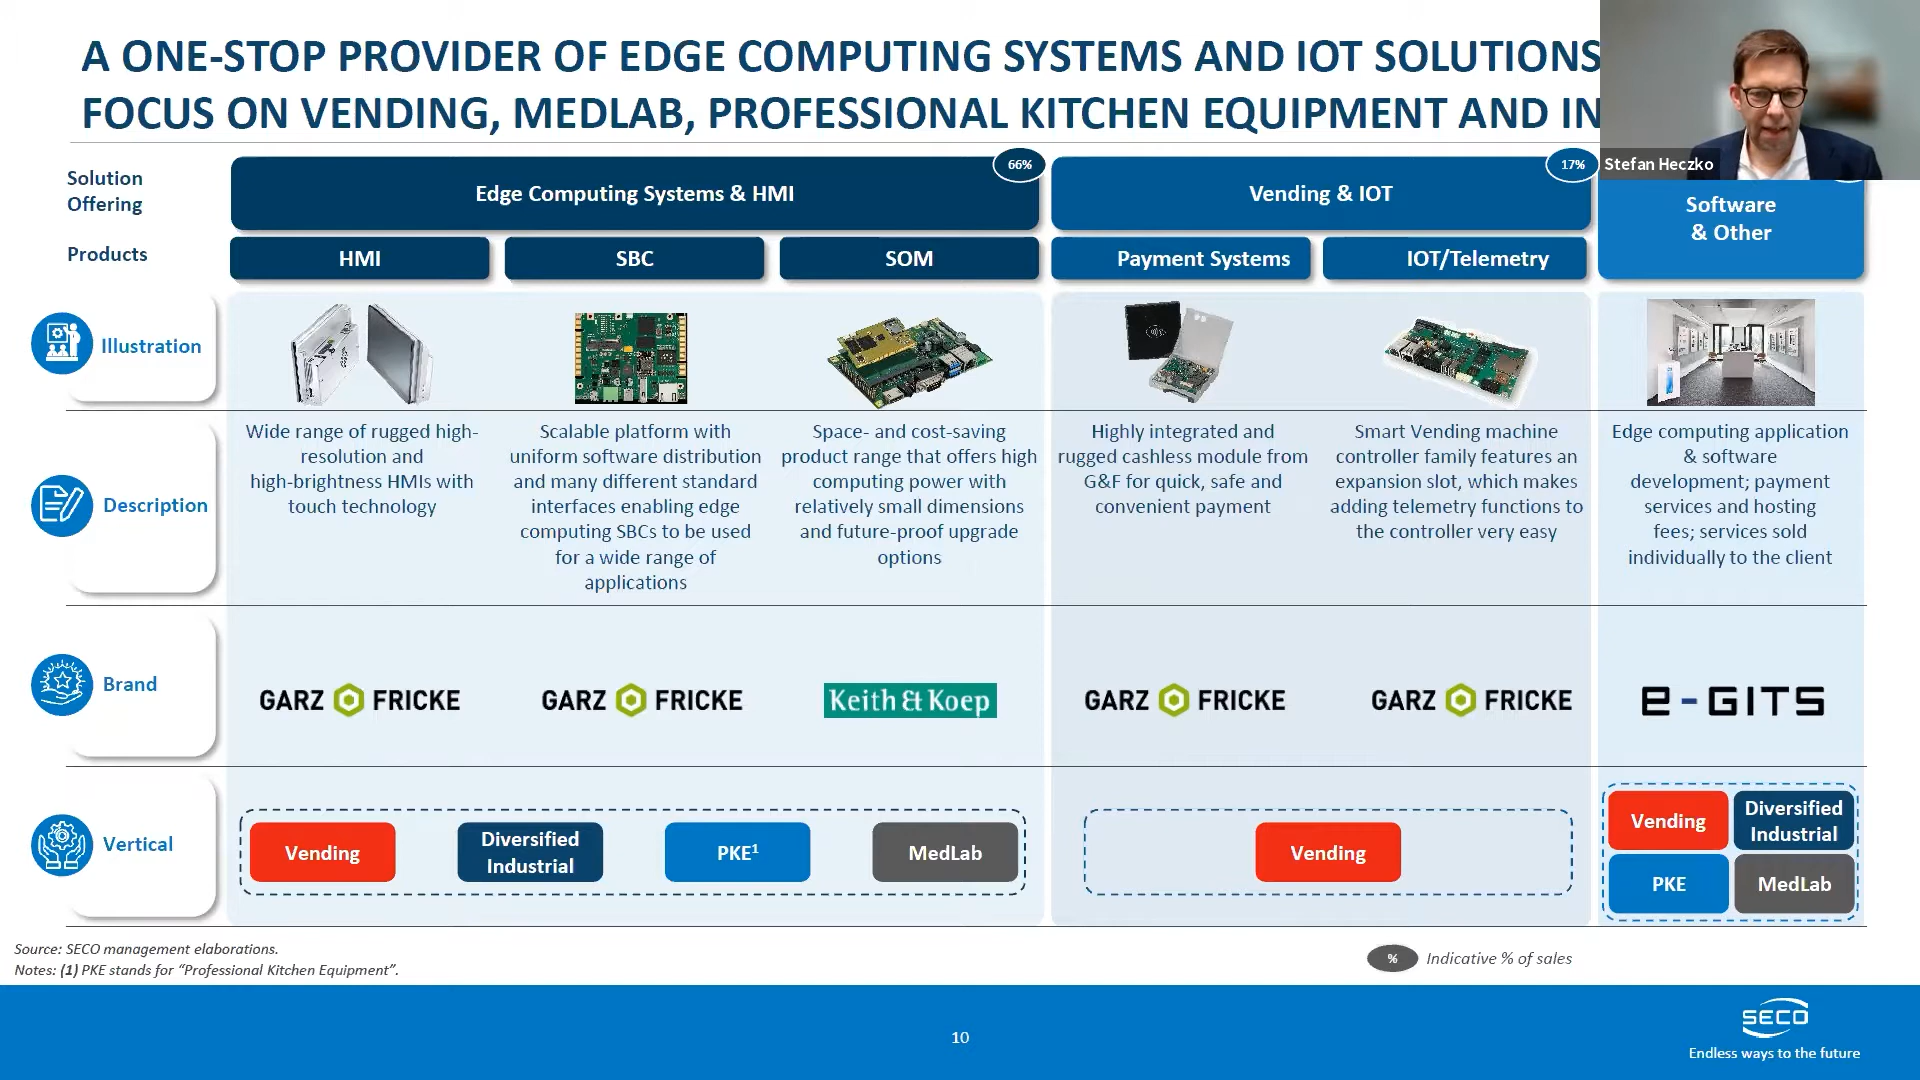 A ONE-STOP PROVIDER OF EDGE COMPUTING SYSTEMS AND IOT SOLUTIONS
FOCUS ON VENDING, MEDLAB, PROFESSIONAL KITCHEN EQUIPMENT AND IN
Stefan Heczko
Solution
Offering
Edge Computing Systems & HMI
66%
Vending & IOT
17%
Software
& Other
Products
HMI
SBC
SOM
Payment Systems
IOT/Telemetry
Illustration
Description
Wide range of rugged high-
resolution and
high-brightness HMIs with
touch technology
Scalable platform with
uniform software distribution
and many different standard
interfaces enabling edge
computing SBCs to be used
for a wide range of
applications
Space- and cost-saving
product range that offers high
computing power with
relatively small dimensions
and future-proof upgrade
options
Highly integrated and
rugged cashless module from
G&F for quick, safe and
convenient payment
Smart Vending machine
controller family features an
expansion slot, which makes
adding telemetry functions to
the controller very easy
Edge computing application
& software
development; payment
services and hosting
fees; services sold
individually to the client
Brand
GARZ FRICKE
GARZ FRICKE
Keith & Koep
GARZ FRICKE
GARZ FRICKE
e-GITS
Vertical
Vending
Diversified
Industrial
PKE¹
MedLab
Vending
Vending
Diversified
Industrial
PKE
MedLab
Source: SECO management elaborations.
Notes: (1) PKE stands for “Professional Kitchen Equipment”.
% Indicative % of sales
10
SECO
Endless ways to the future